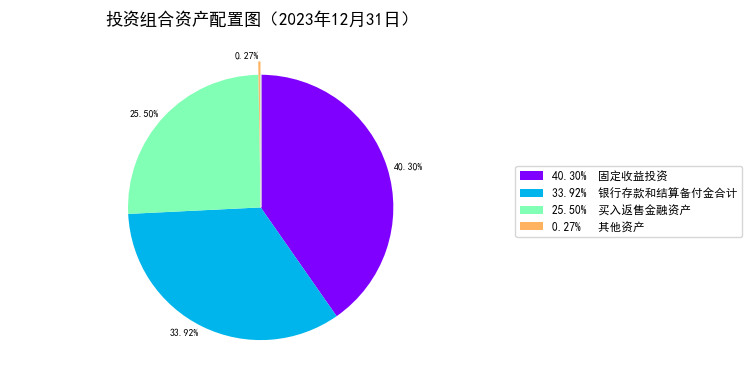 投资组合资产配置图（2023年12月31日）
0.27%
25.50%
40.30%
33.92%
40.30% 固定收益投资
33.92% 银行存款和结算备付金合计
25.50% 买入返售金融资产
0.27% 其他资产